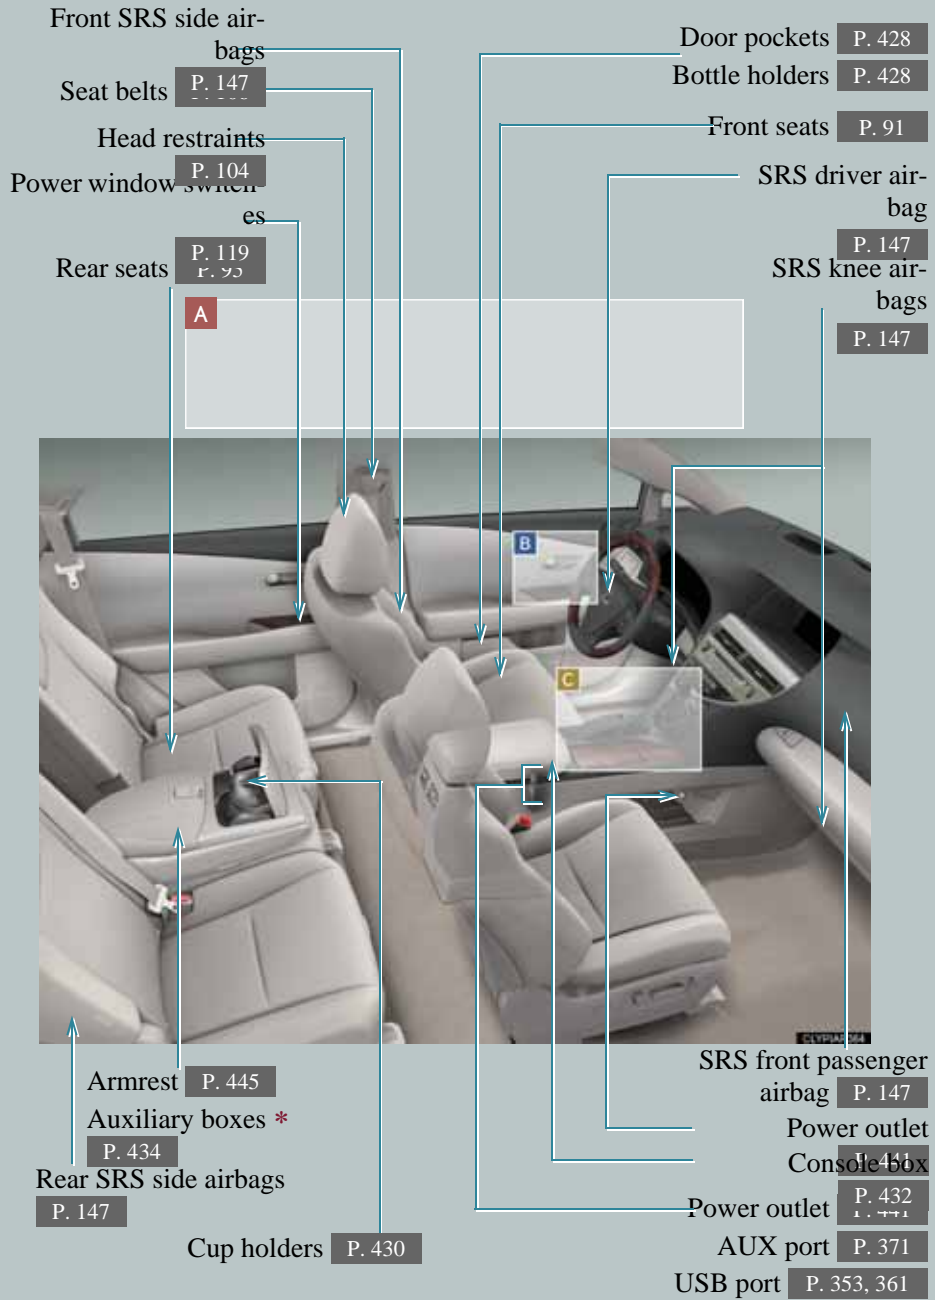 Front SRS side air-
bags
P. 147
Seat belts
Head restraints
P. 104
Power window switch-
es
P. 119
Rear seats P. 93
Door pockets P. 428
Bottle holders P. 428
Front seats P. 91
SRS driver air-
bag
P. 147
SRS knee air-
bags
P. 147
A
B
C
Armrest P. 445
Auxiliary boxes *
P. 434
Rear SRS side airbags
P. 147
Cup holders P. 430
SRS front passenger
airbag P. 147
Power outlet
P. 441
Console box
P. 432
Power outlet P. 441
AUX port P. 371
USB port P. 353, 361